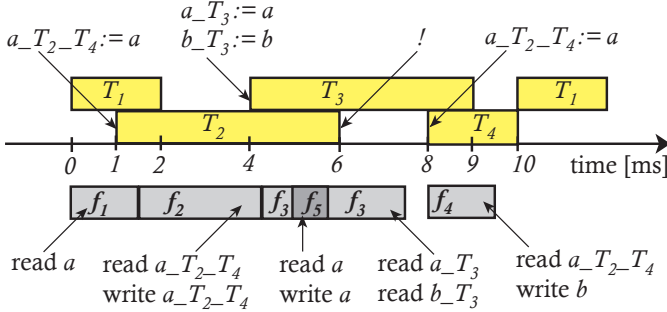 a_T3:= a
b_T3:= b
a_T2_T4:= a
!
a_T2_T4:= a
T1
T3
T1
T2
T4
0 1 2 4 6 8 9 10 time [ms]
f1 f2 f3 f5 f3 f4
read a
read a_T2_T4
write a_T2_T4
read a
write a
read a_T3
read b_T3
read a_T2_T4
write b